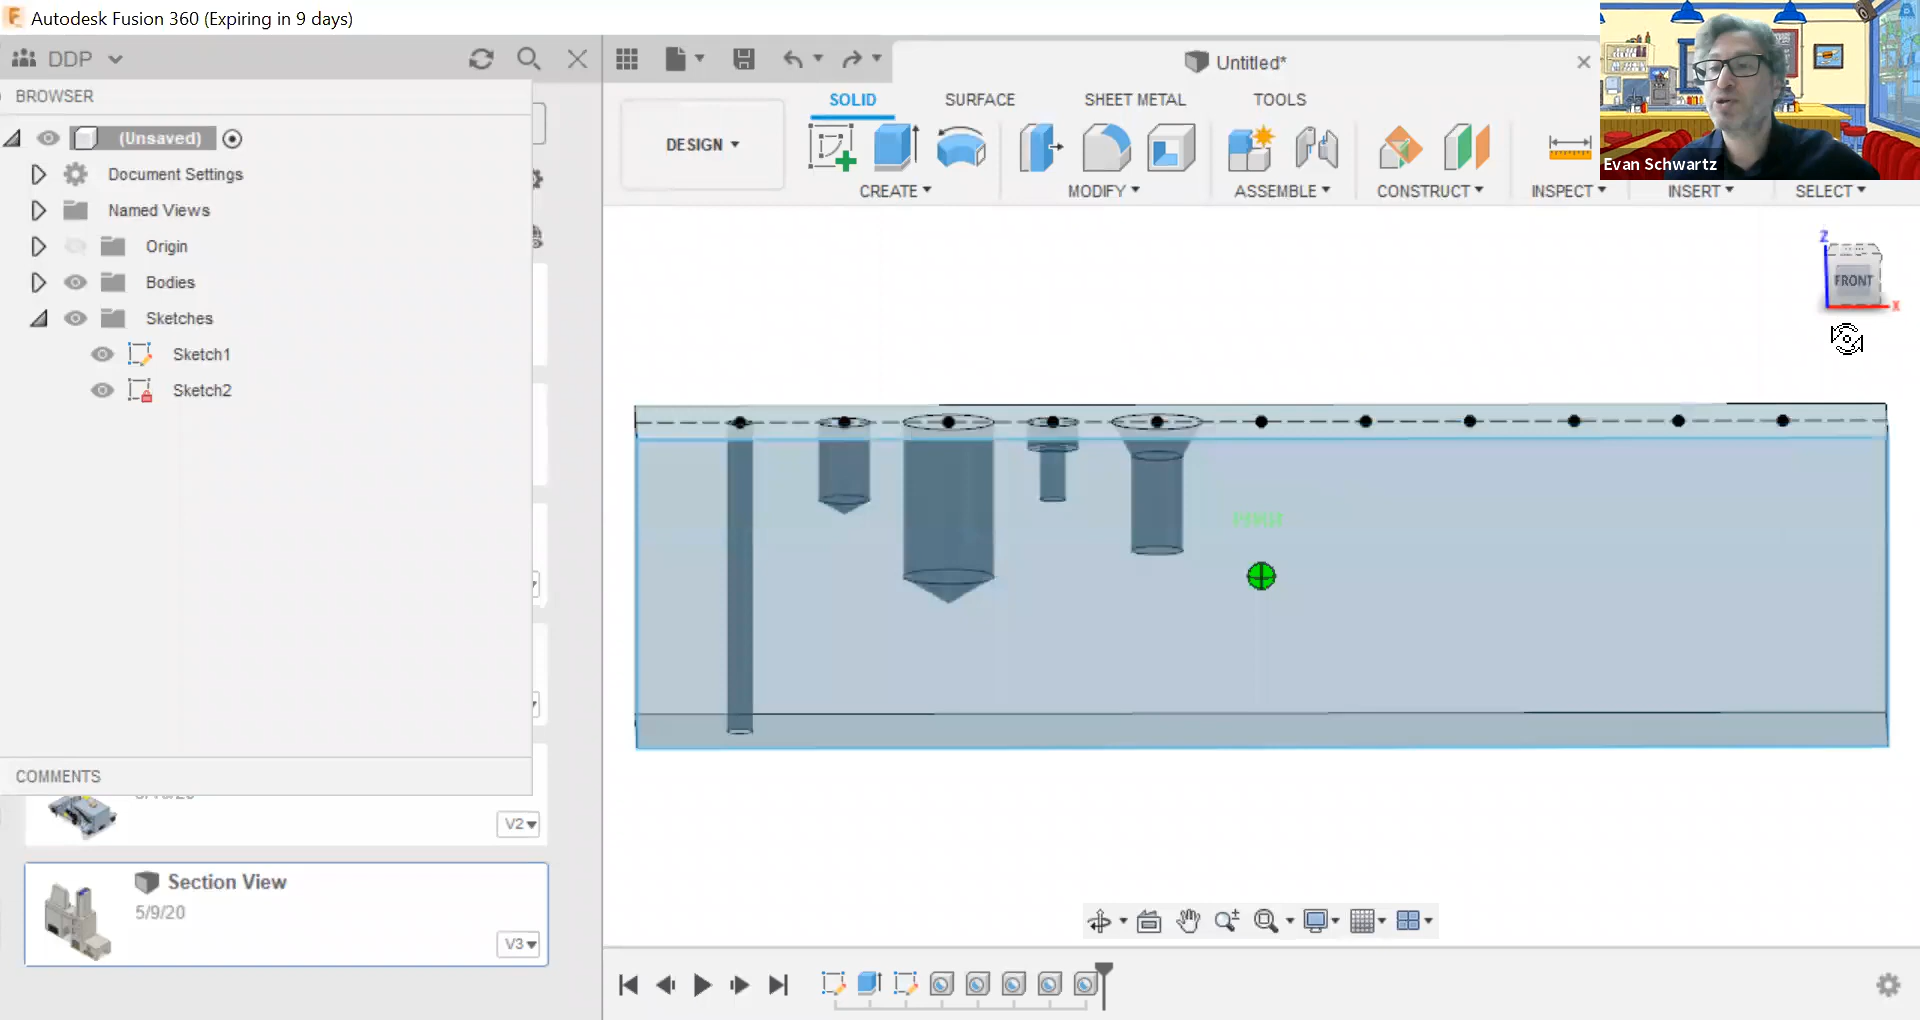 Autodesk Fusion 360 (Expiring in 9 days)
DDP
Untitled*
BROWSER
(Unsaved)
Document Settings
Named Views
Origin
Bodies
Sketches
Sketch1
Sketch2
COMMENTS
V2
Section View
5/9/20
V3
SOLID
SURFACE
SHEET METAL
TOOLS
DESIGN
CREATE
MODIFY
ASSEMBLE
CONSTRUCT
INSPECT
INSERT
SELECT
Evan Schwartz
Z
FRONT
X